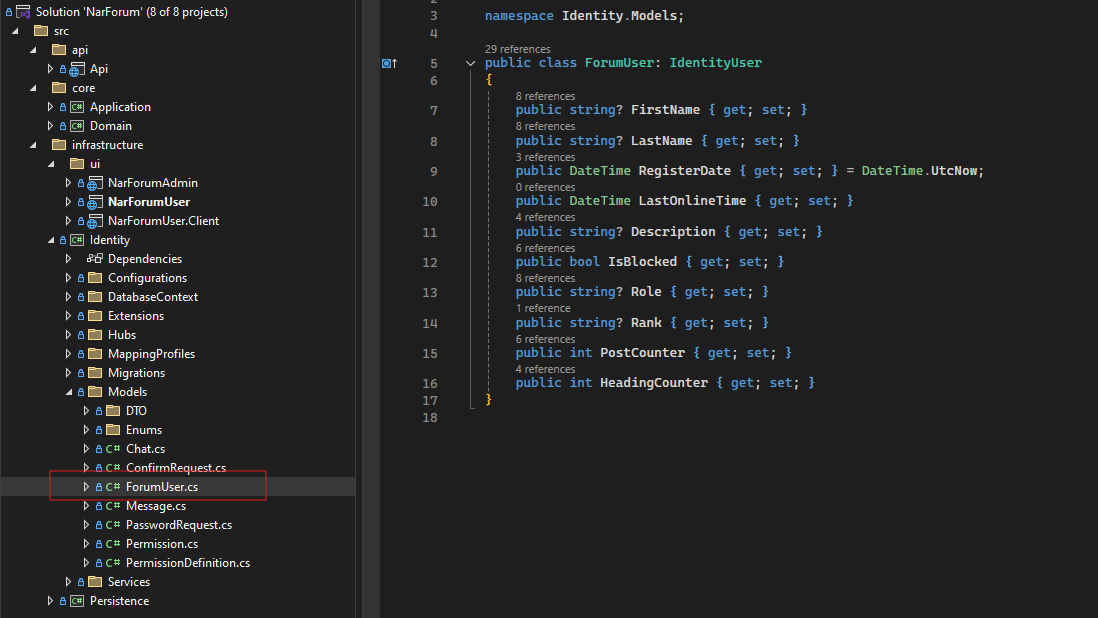 Solution 'NarForum' (8 of 8 projects)
src
api
Api
core
C# Application
C# Domain
infrastructure
ui
NarForumAdmin
NarForumUser
NarForumUser.Client
C# Identity
Dependencies
Configurations
DatabaseContext
Extensions
Hubs
MappingProfiles
Migrations
Models
DTO
Enums
C# Chat.cs
C# ConfirmRequest.cs
C# ForumUser.cs
C# Message.cs
C# PasswordRequest.cs
C# Permission.cs
C# PermissionDefinition.cs
Services
C# Persistence
3 namespace Identity.Models;
4
29 references
5 public class ForumUser: IdentityUser
6 {
8 references
7 public string? FirstName { get; set; }
8 references
8 public string? LastName { get; set; }
3 references
9 public DateTime RegisterDate { get; set; } = DateTime.UtcNow;
0 references
10 public DateTime LastOnlineTime { get; set; }
4 references
11 public string? Description { get; set; }
6 references
12 public bool IsBlocked { get; set; }
8 references
13 public string? Role { get; set; }
1 reference
14 public string? Rank { get; set; }
6 references
15 public int PostCounter { get; set; }
4 references
16 public int HeadingCounter { get; set; }
17 }
18